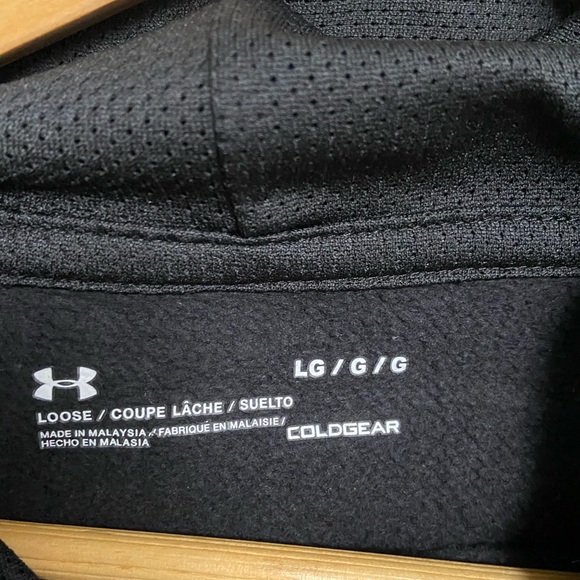 LG / G / G
LOOSE / COUPE LÂCHE / SUELTO
MADE IN MALAYSIA / FABRIQUÉ EN MALAISIE /
HECHO EN MALASIA
COLDGEAR